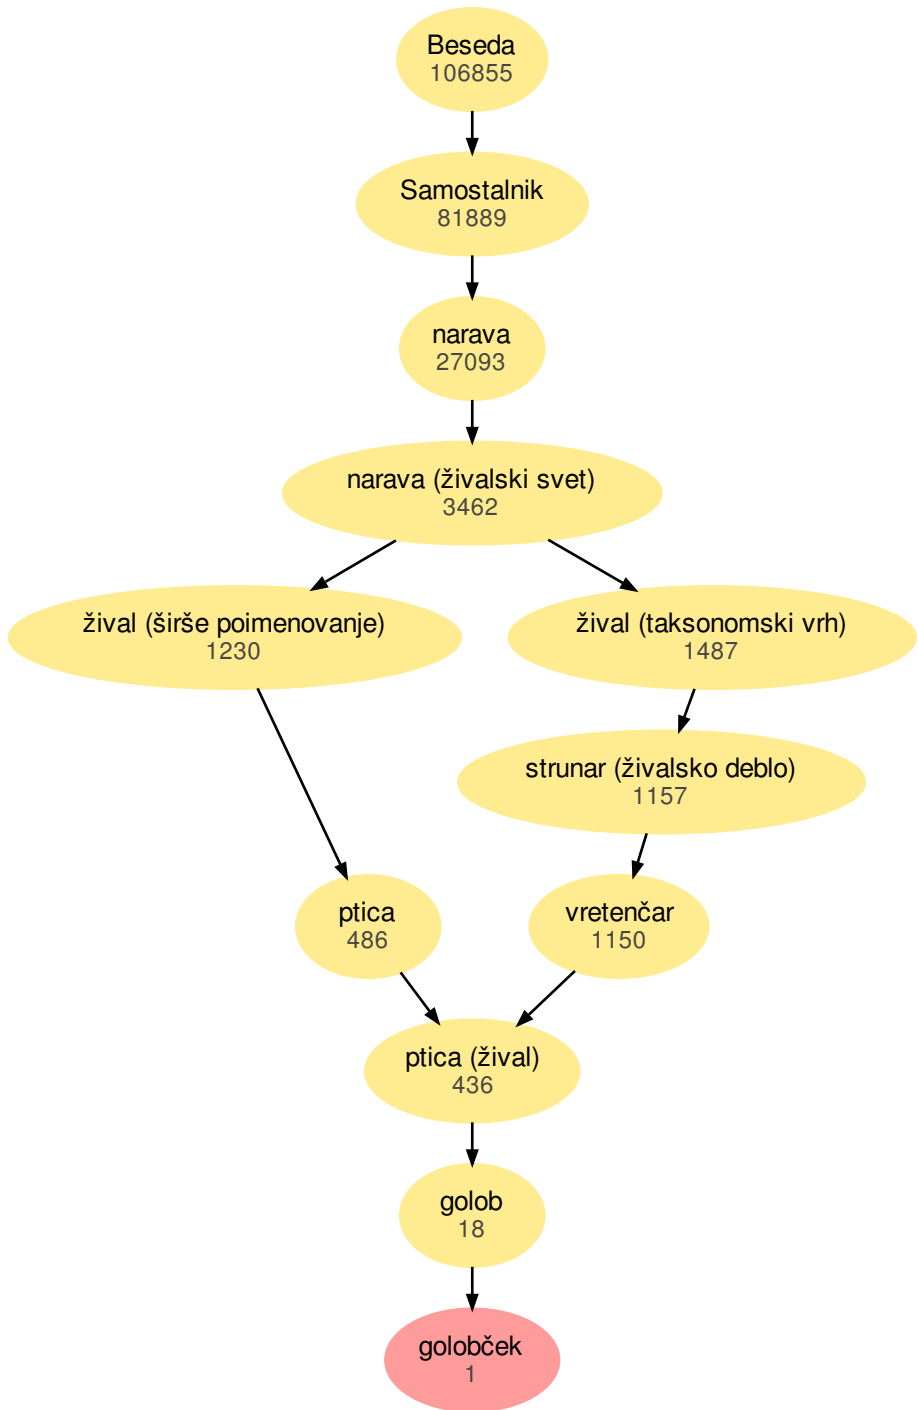 Beseda
106855
Samostalnik
81889
narava
27093
narava (živalski svet)
3462
žival (širše poimenovanje)
1230
žival (taksonomski vrh)
1487
strunar (živalsko deblo)
1157
ptica
486
vretenčar
1150
ptica (žival)
436
golob
18
golobček
1